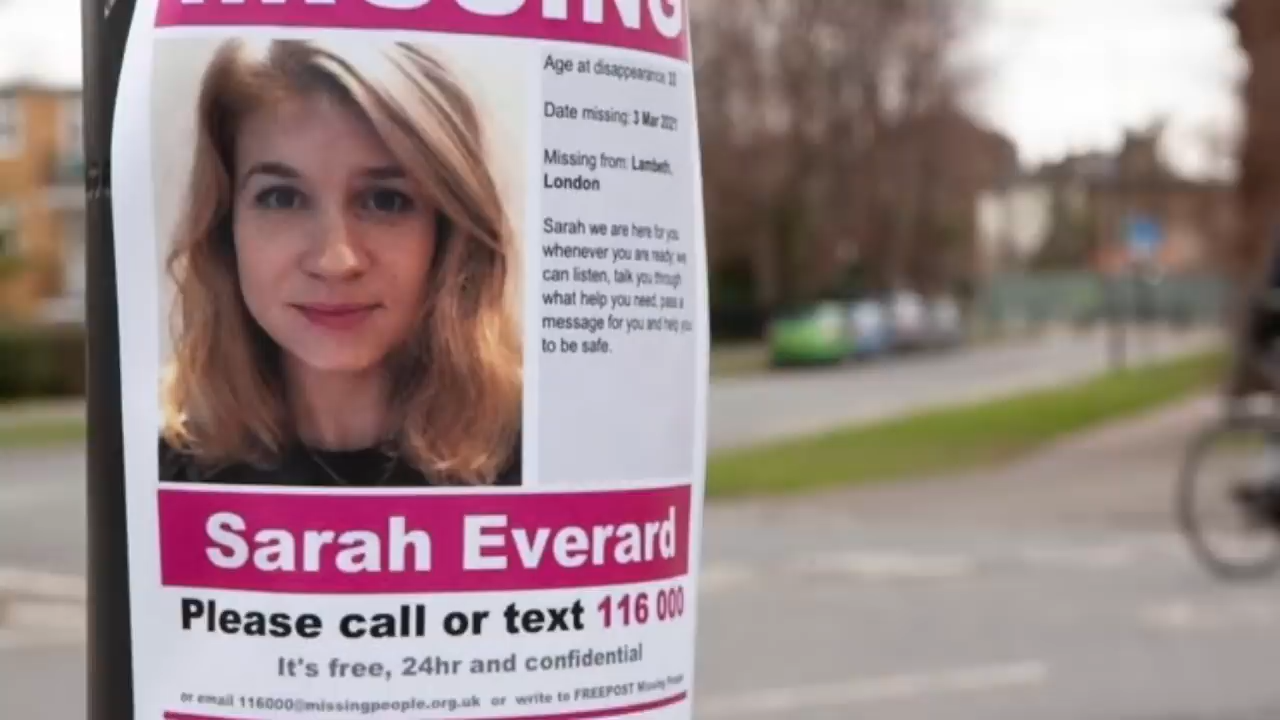 MISSING
Age at disappearance: 33
Date missing: 3 Mar 2021
Missing from: Lambeth,
London
Sarah we are here for you
whenever you are ready; we
can listen, talk you through
what help you need, pass a
message for you and help you
to be safe.
Sarah Everard
Please call or text 116 000
It's free, 24hr and confidential
or email 116000@missingpeople.org.uk or write to FREEPOST Missing People